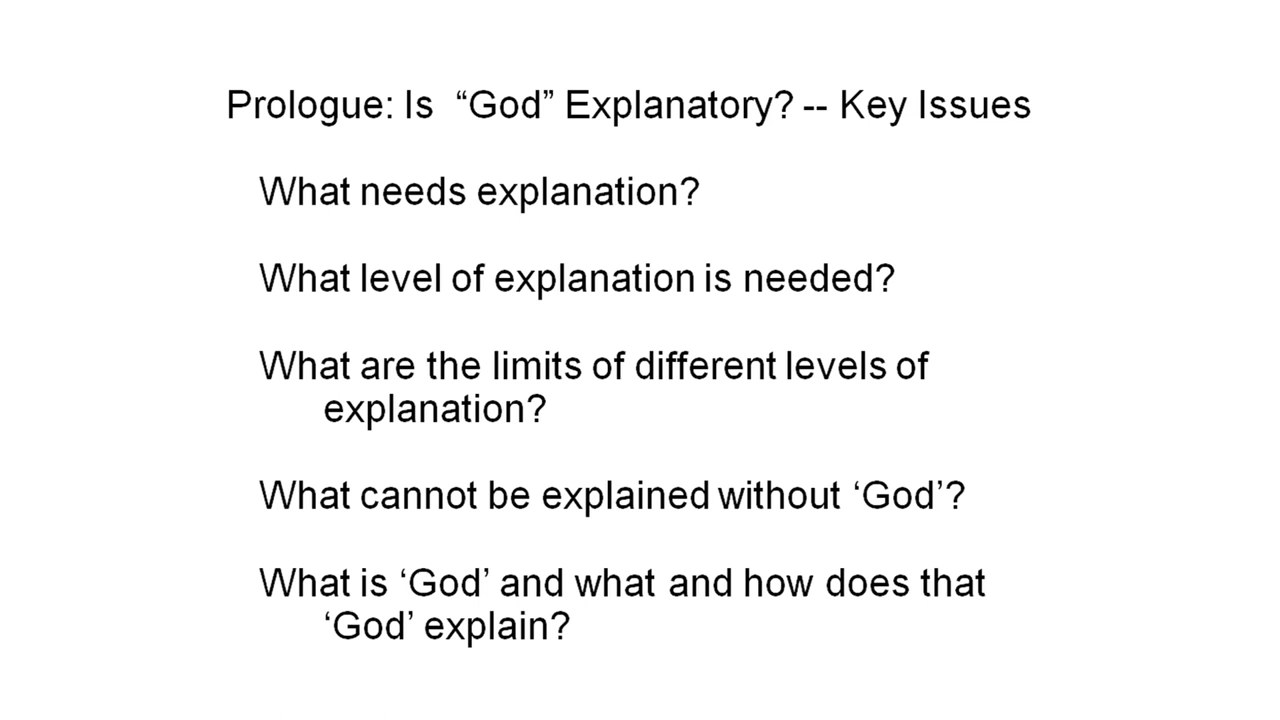 Prologue: Is “God” Explanatory? -- Key Issues
What needs explanation?
What level of explanation is needed?
What are the limits of different levels of
explanation?
What cannot be explained without ‘God’?
What is ‘God’ and what and how does that
‘God’ explain?